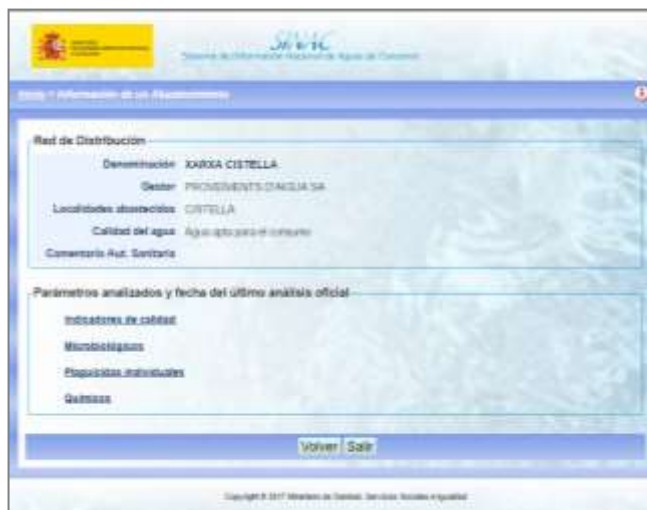 SINAC
Sistema de Información Nacional de Aguas de Consumo
Inicio > Información de un Abastecimiento
Red de Distribución
Denominación XARXA CISTELLA
Gestor PROVEIMENTS D'AIGUA SA
Localidades abastecidas CISTELLA
Calidad del agua Agua apta para el consumo
Comentario Aut. Sanitaria
Parámetros analizados y fecha del último análisis oficial
Indicadores de calidad
Microbiológicos
Plaguicidas individuales
Químicos
Volver Salir
Copyright © 2017 Ministerio de Sanidad, Servicios Sociales e Igualdad